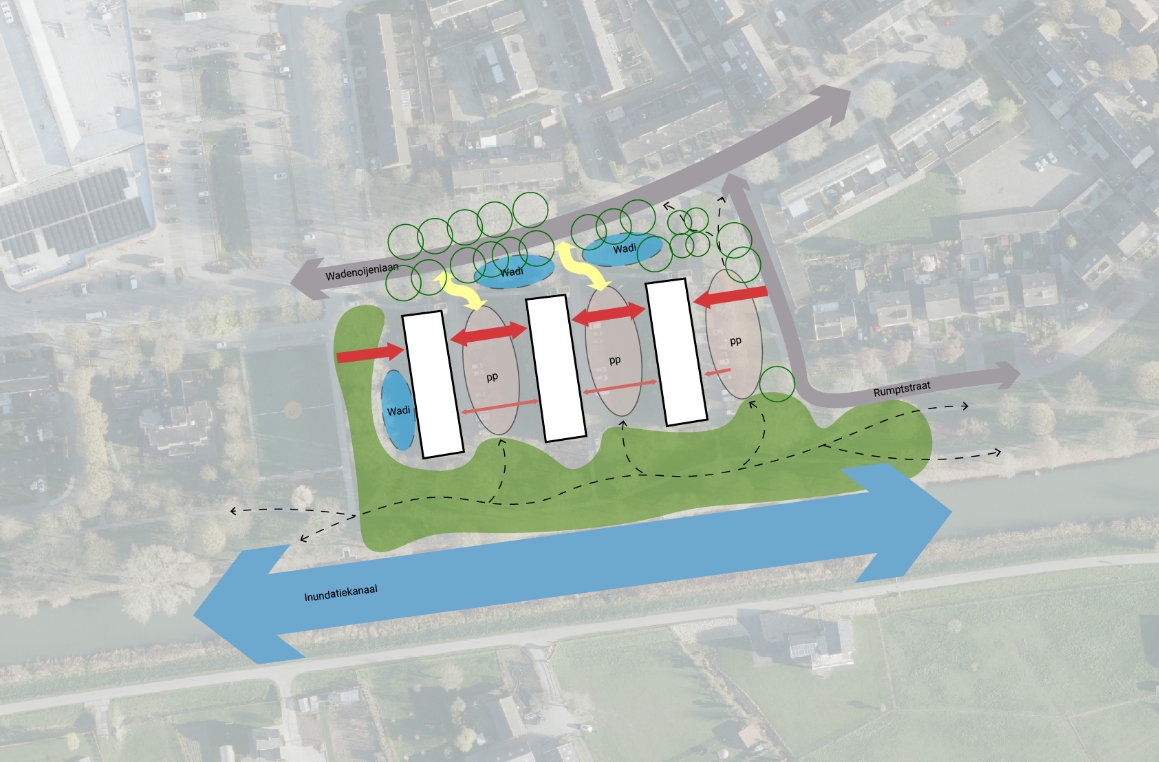 Wadenoijenlaan
Wadi
Wadi
Wadi
pp
pp
pp
Rumptstraat
Inundatiekanaal